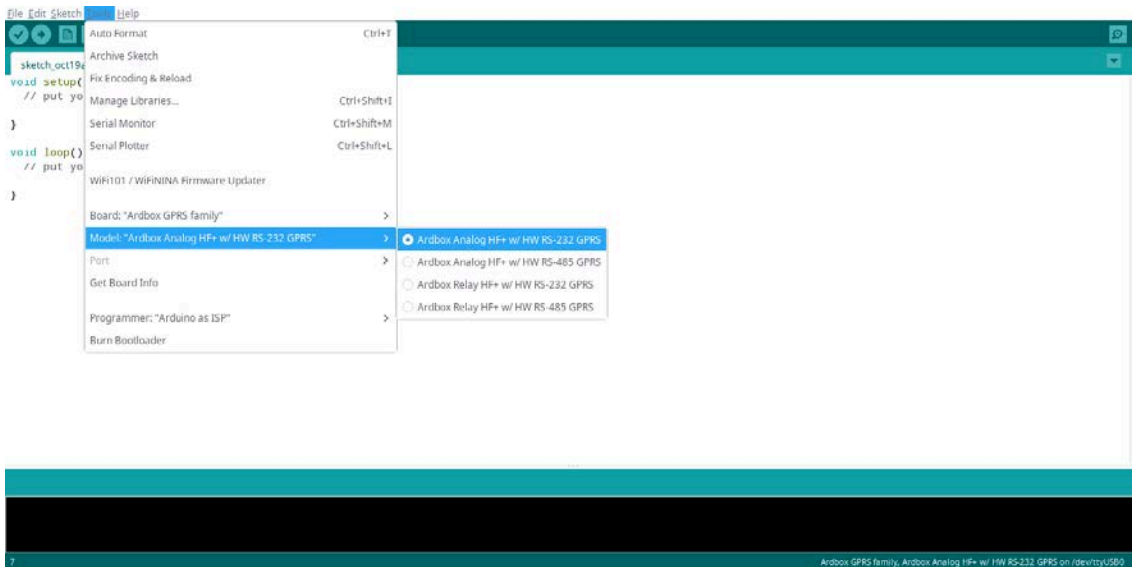 File Edit Sketch Tools Help
sketch_oct19a
void setup(
// put yo
}
void loop()
// put yo
}
Auto Format Ctrl+T
Archive Sketch
Fix Encoding & Reload
Manage Libraries... Ctrl+Shift+I
Serial Monitor Ctrl+Shift+M
Serial Plotter Ctrl+Shift+L
WiFi101 / WiFiNINA Firmware Updater
Board: "Ardbox GPRS family" >
Model: "Ardbox Analog HF+ w/ HW RS-232 GPRS" >
Port >
Get Board Info
Programmer: "Arduino as ISP" >
Burn Bootloader
Ardbox Analog HF+ w/ HW RS-232 GPRS
Ardbox Analog HF+ w/ HW RS-485 GPRS
Ardbox Relay HF+ w/ HW RS-232 GPRS
Ardbox Relay HF+ w/ HW RS-485 GPRS
7
Ardbox GPRS family, Ardbox Analog HF+ w/ HW RS-232 GPRS on /dev/ttyUSB0